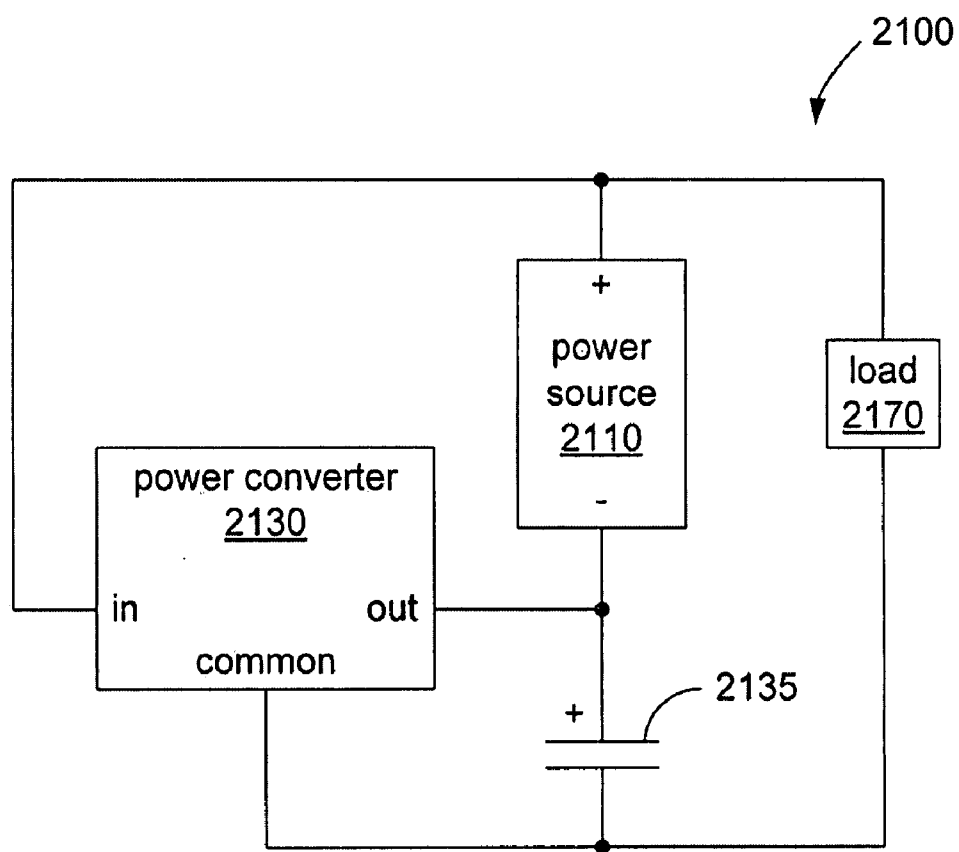 2100
+
power
source
2110
-
load
2170
power converter
2130
in
out
common
+
2135